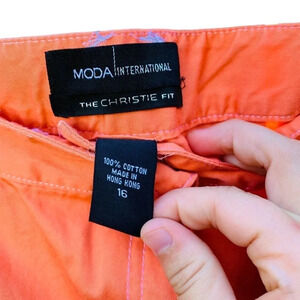 MODA INTERNATIONAL
THE CHRISTIE FIT
100% COTTON
MADE IN
HONG KONG
16